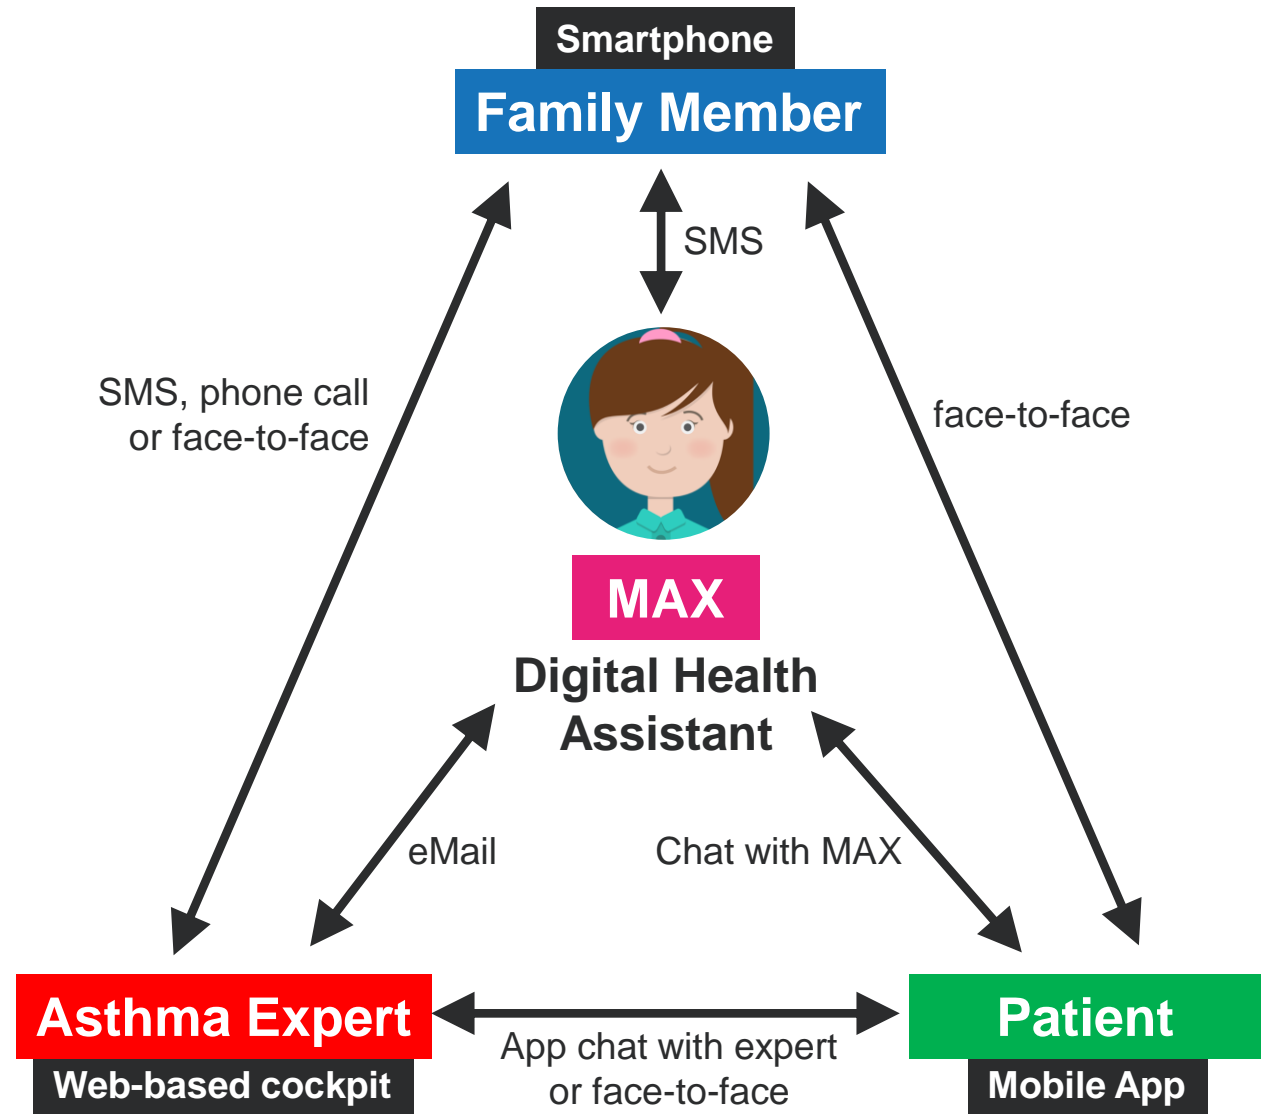 Smartphone
Family Member
SMS
SMS, phone call
or face-to-face
face-to-face
MAX
Digital Health
Assistant
eMail
Chat with MAX
Asthma Expert
Web-based cockpit
App chat with expert
or face-to-face
Patient
Mobile App